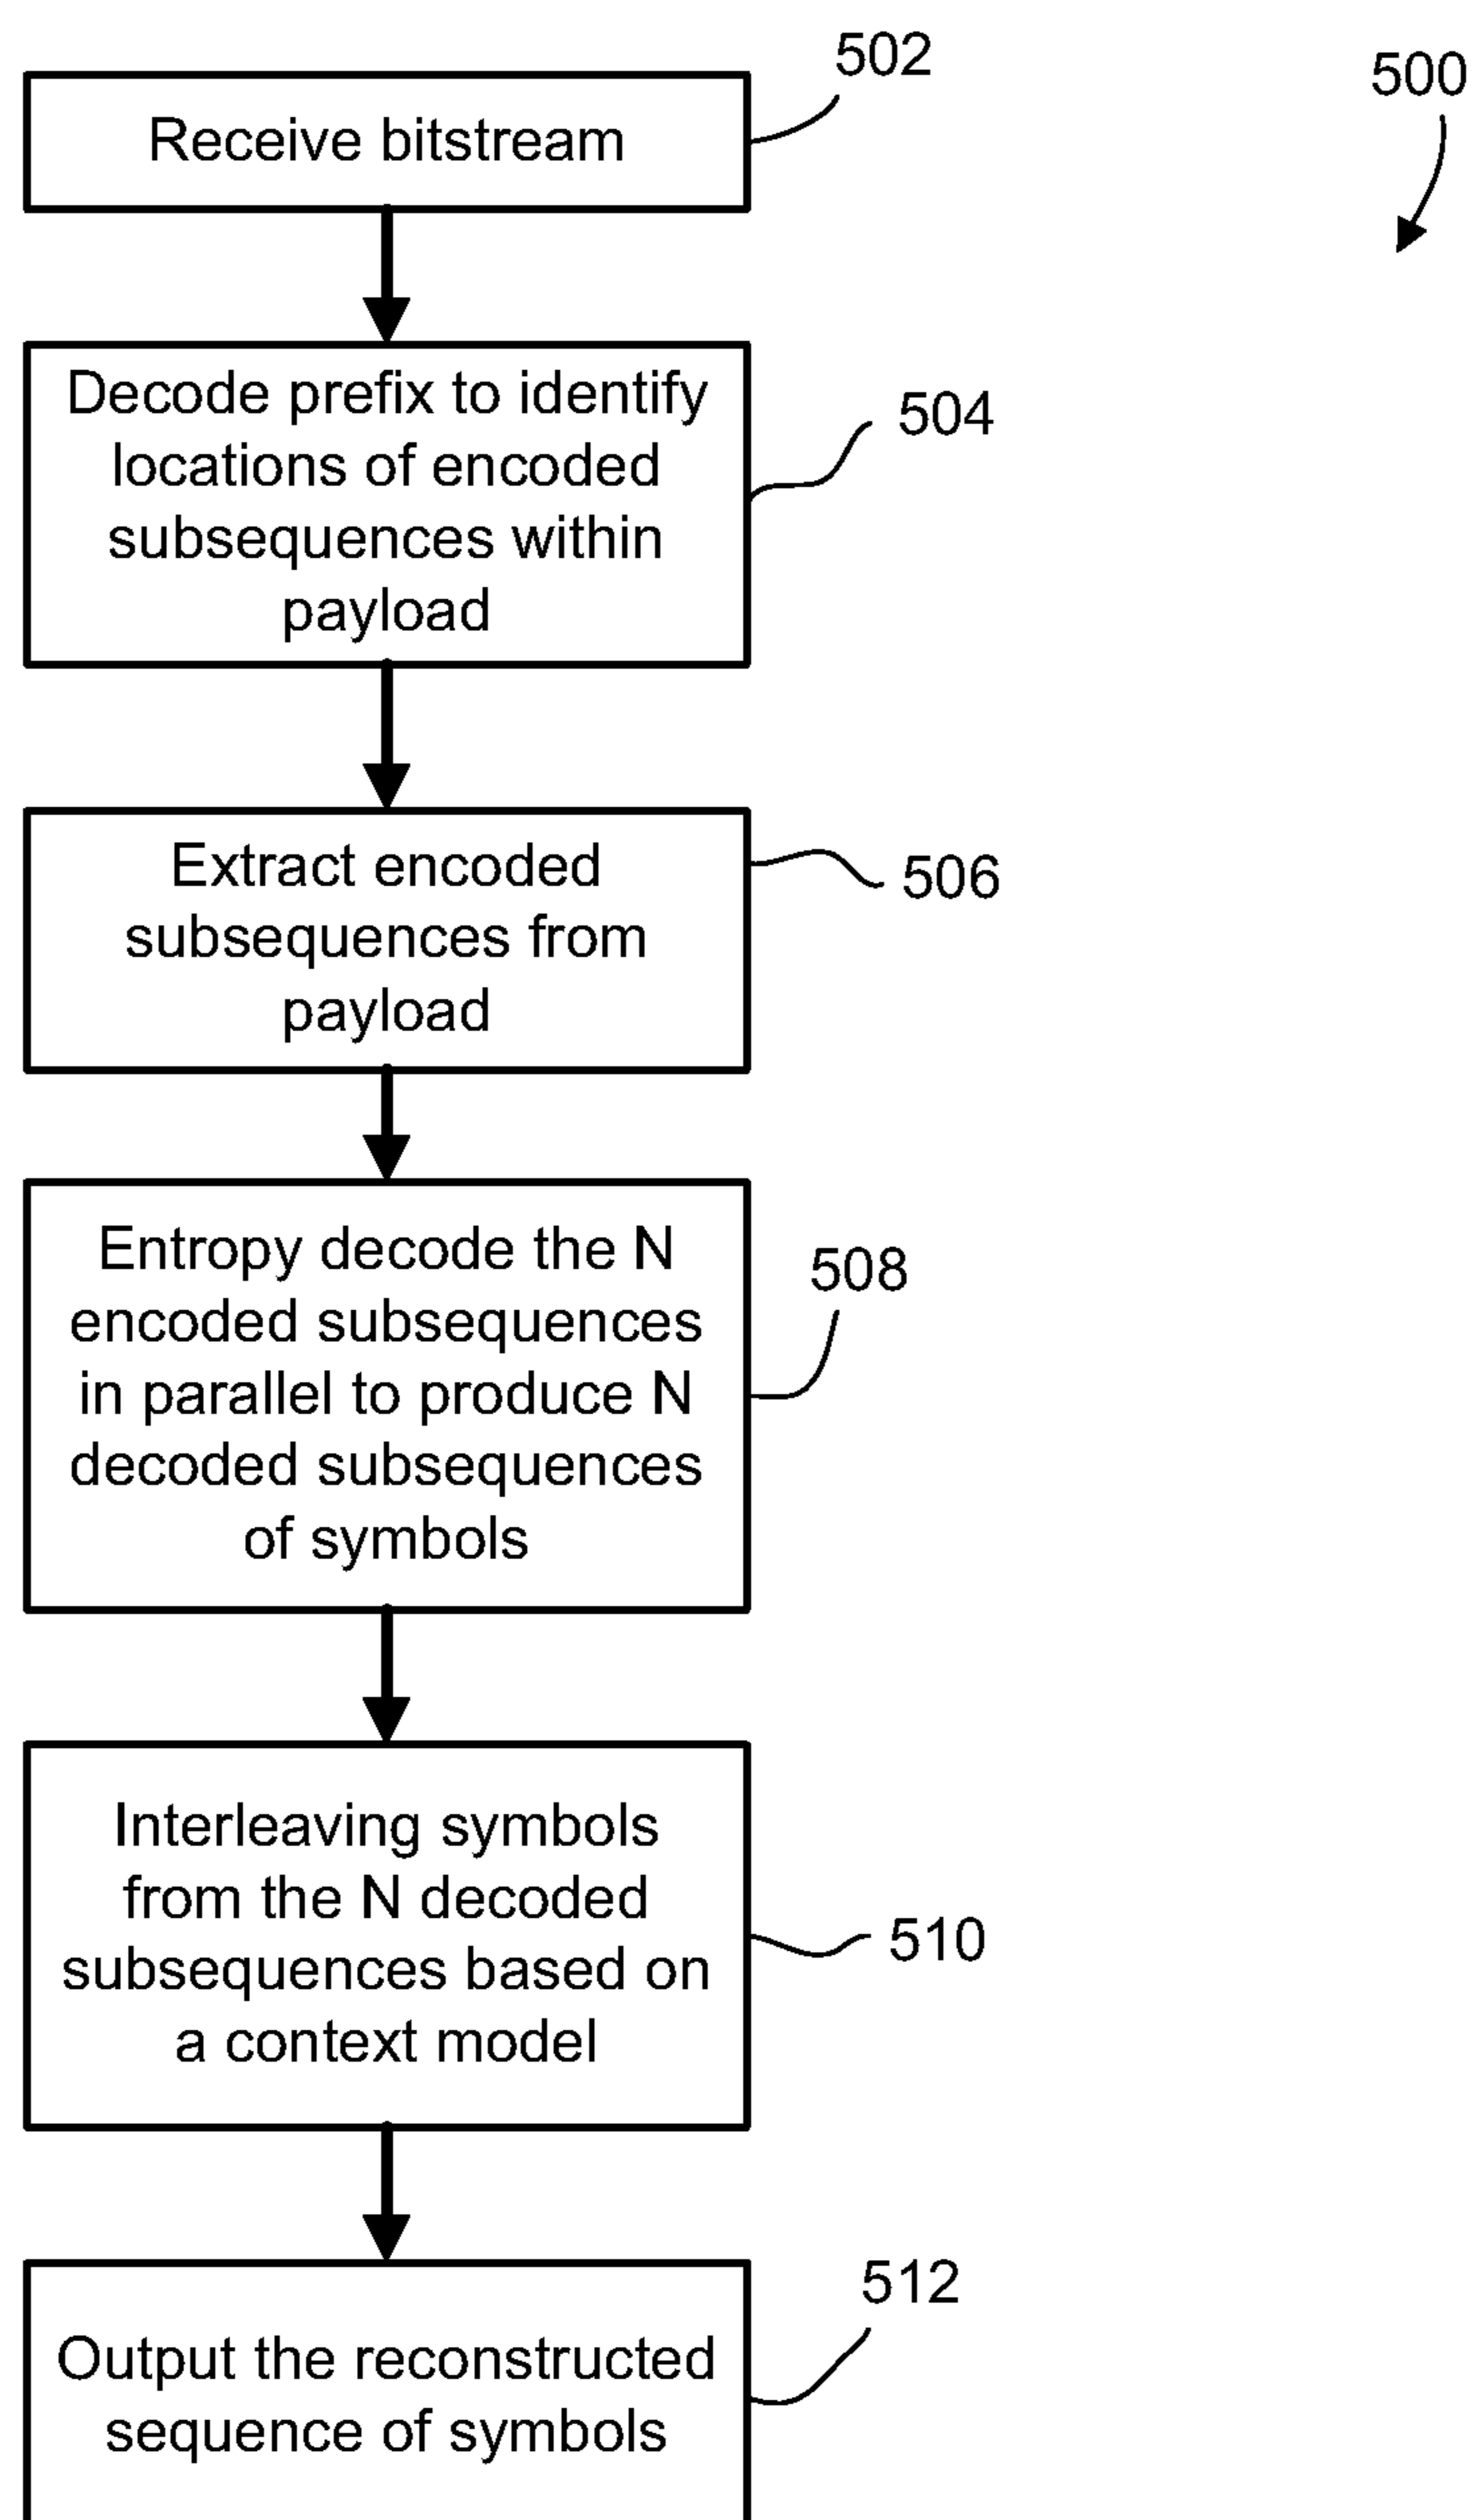 502
500
Receive bitstream
Decode prefix to identify
locations of encoded
subsequences within
payload
504
Extract encoded
subsequences from
payload
506
Entropy decode the N
encoded subsequences
in parallel to produce N
decoded subsequences
of symbols
508
Interleaving symbols
from the N decoded
subsequences based on
a context model
510
512
Output the reconstructed
sequence of symbols